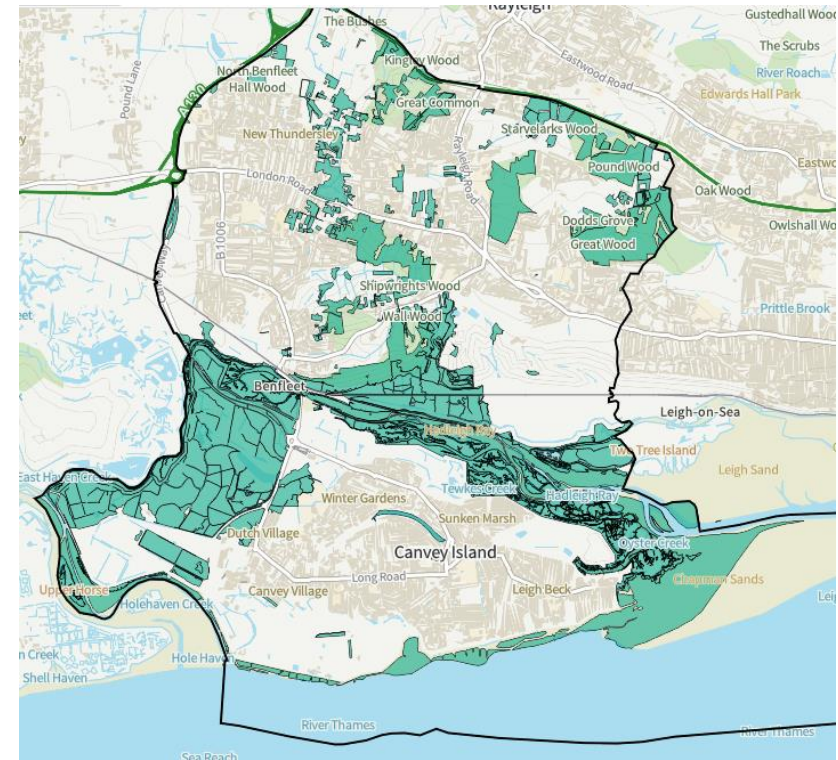 Rayleigh
Gustedhall Wood
The Bushes
The Scrubs
Eastwood Road
Kingley Wood
River Roach
North Benfleet
Hall Wood
Pound Lane
Edwards Hall Park
A130
Great Common
New Thundersley
Starvelarks Wood
Rayleigh Road
Pound Wood
London Road
Oak Wood
Dodds Grove
Owlshall Wo
B1006
Great Wood
Shipwrights Wood
Prittle Brook
Wall Wood
Benfleet
Leigh-on-Sea
Hadleigh Ray
Two Tree Island
Leigh Sand
East Haven Creek
Tewkes Creek
Hadleigh Ray
Winter Gardens
Sunken Marsh
Dutch Village
Canvey Island
Oyster Creek
Long Road
Chapman Sands
Upper Horse
Canvey Village
Leigh Beck
Holehaven Creek
n Creek
Hole Haven
Shell Haven
River Thames
River Thames
Sea Reach